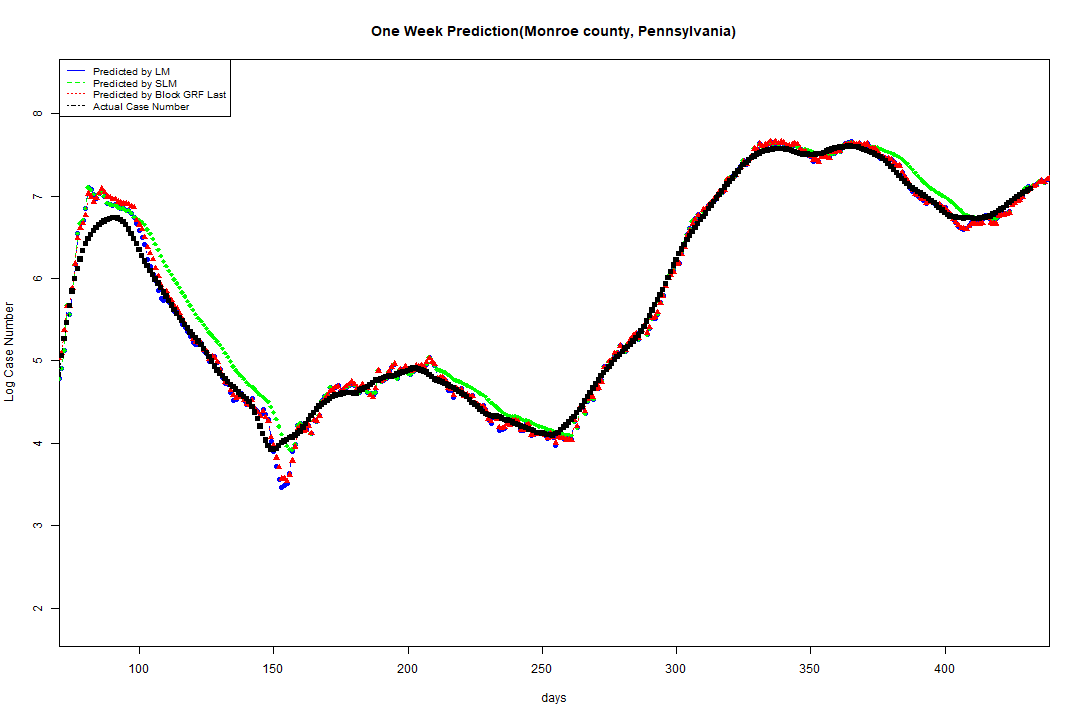 One Week Prediction(Monroe county, Pennsylvania)
Predicted by LM
Predicted by SLM
Predicted by Block GRF Last
Actual Case Number
8
7
6
5
4
3
2
Log Case Number
100 150 200 250 300 350 400
days